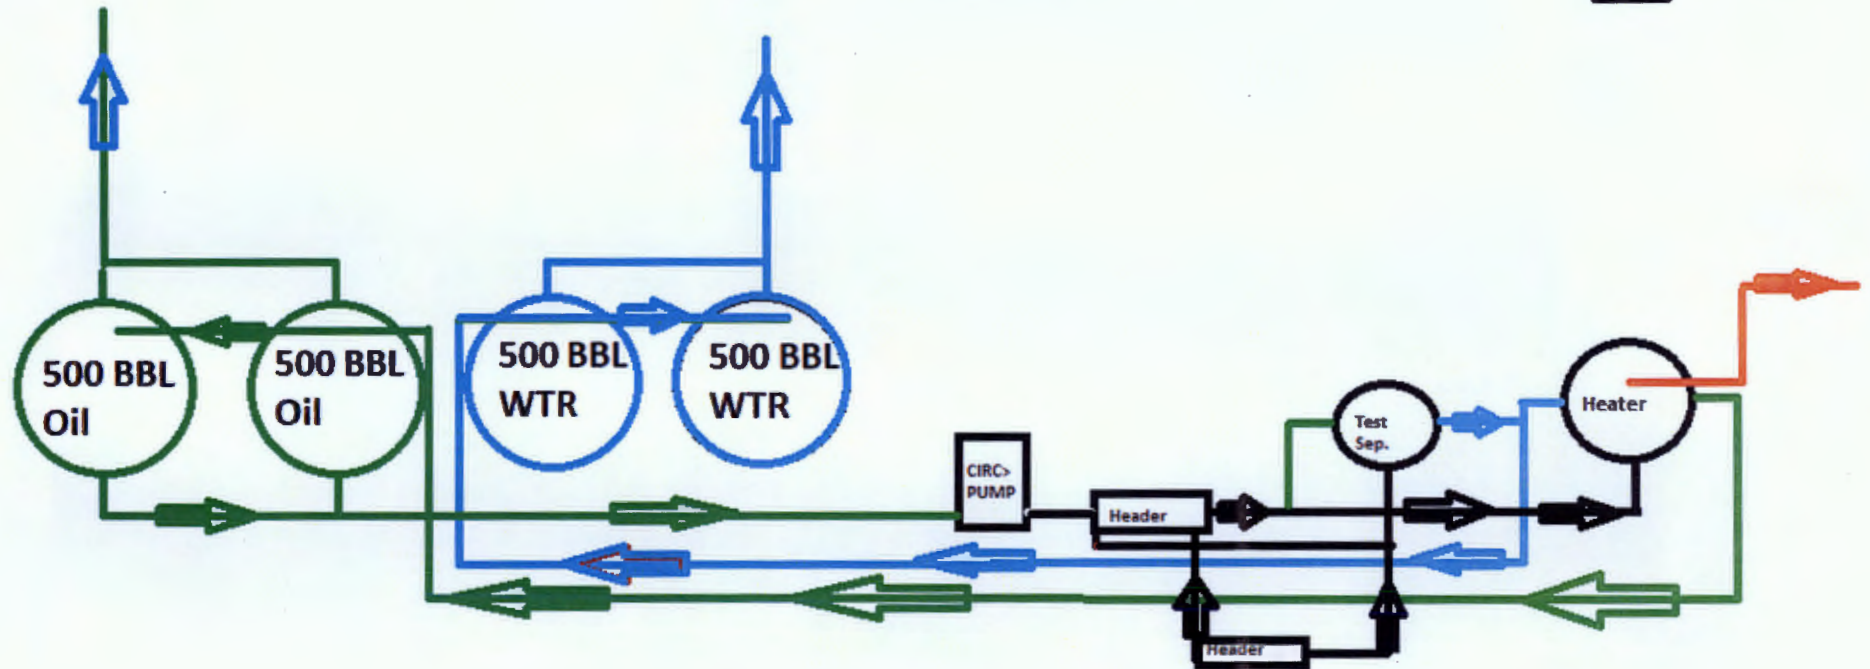 500 BBL
Oil
500 BBL
Oil
500 BBL
WTR
500 BBL
WTR
CIRC>
PUMP
Header
Test
Sep.
Heater
Header